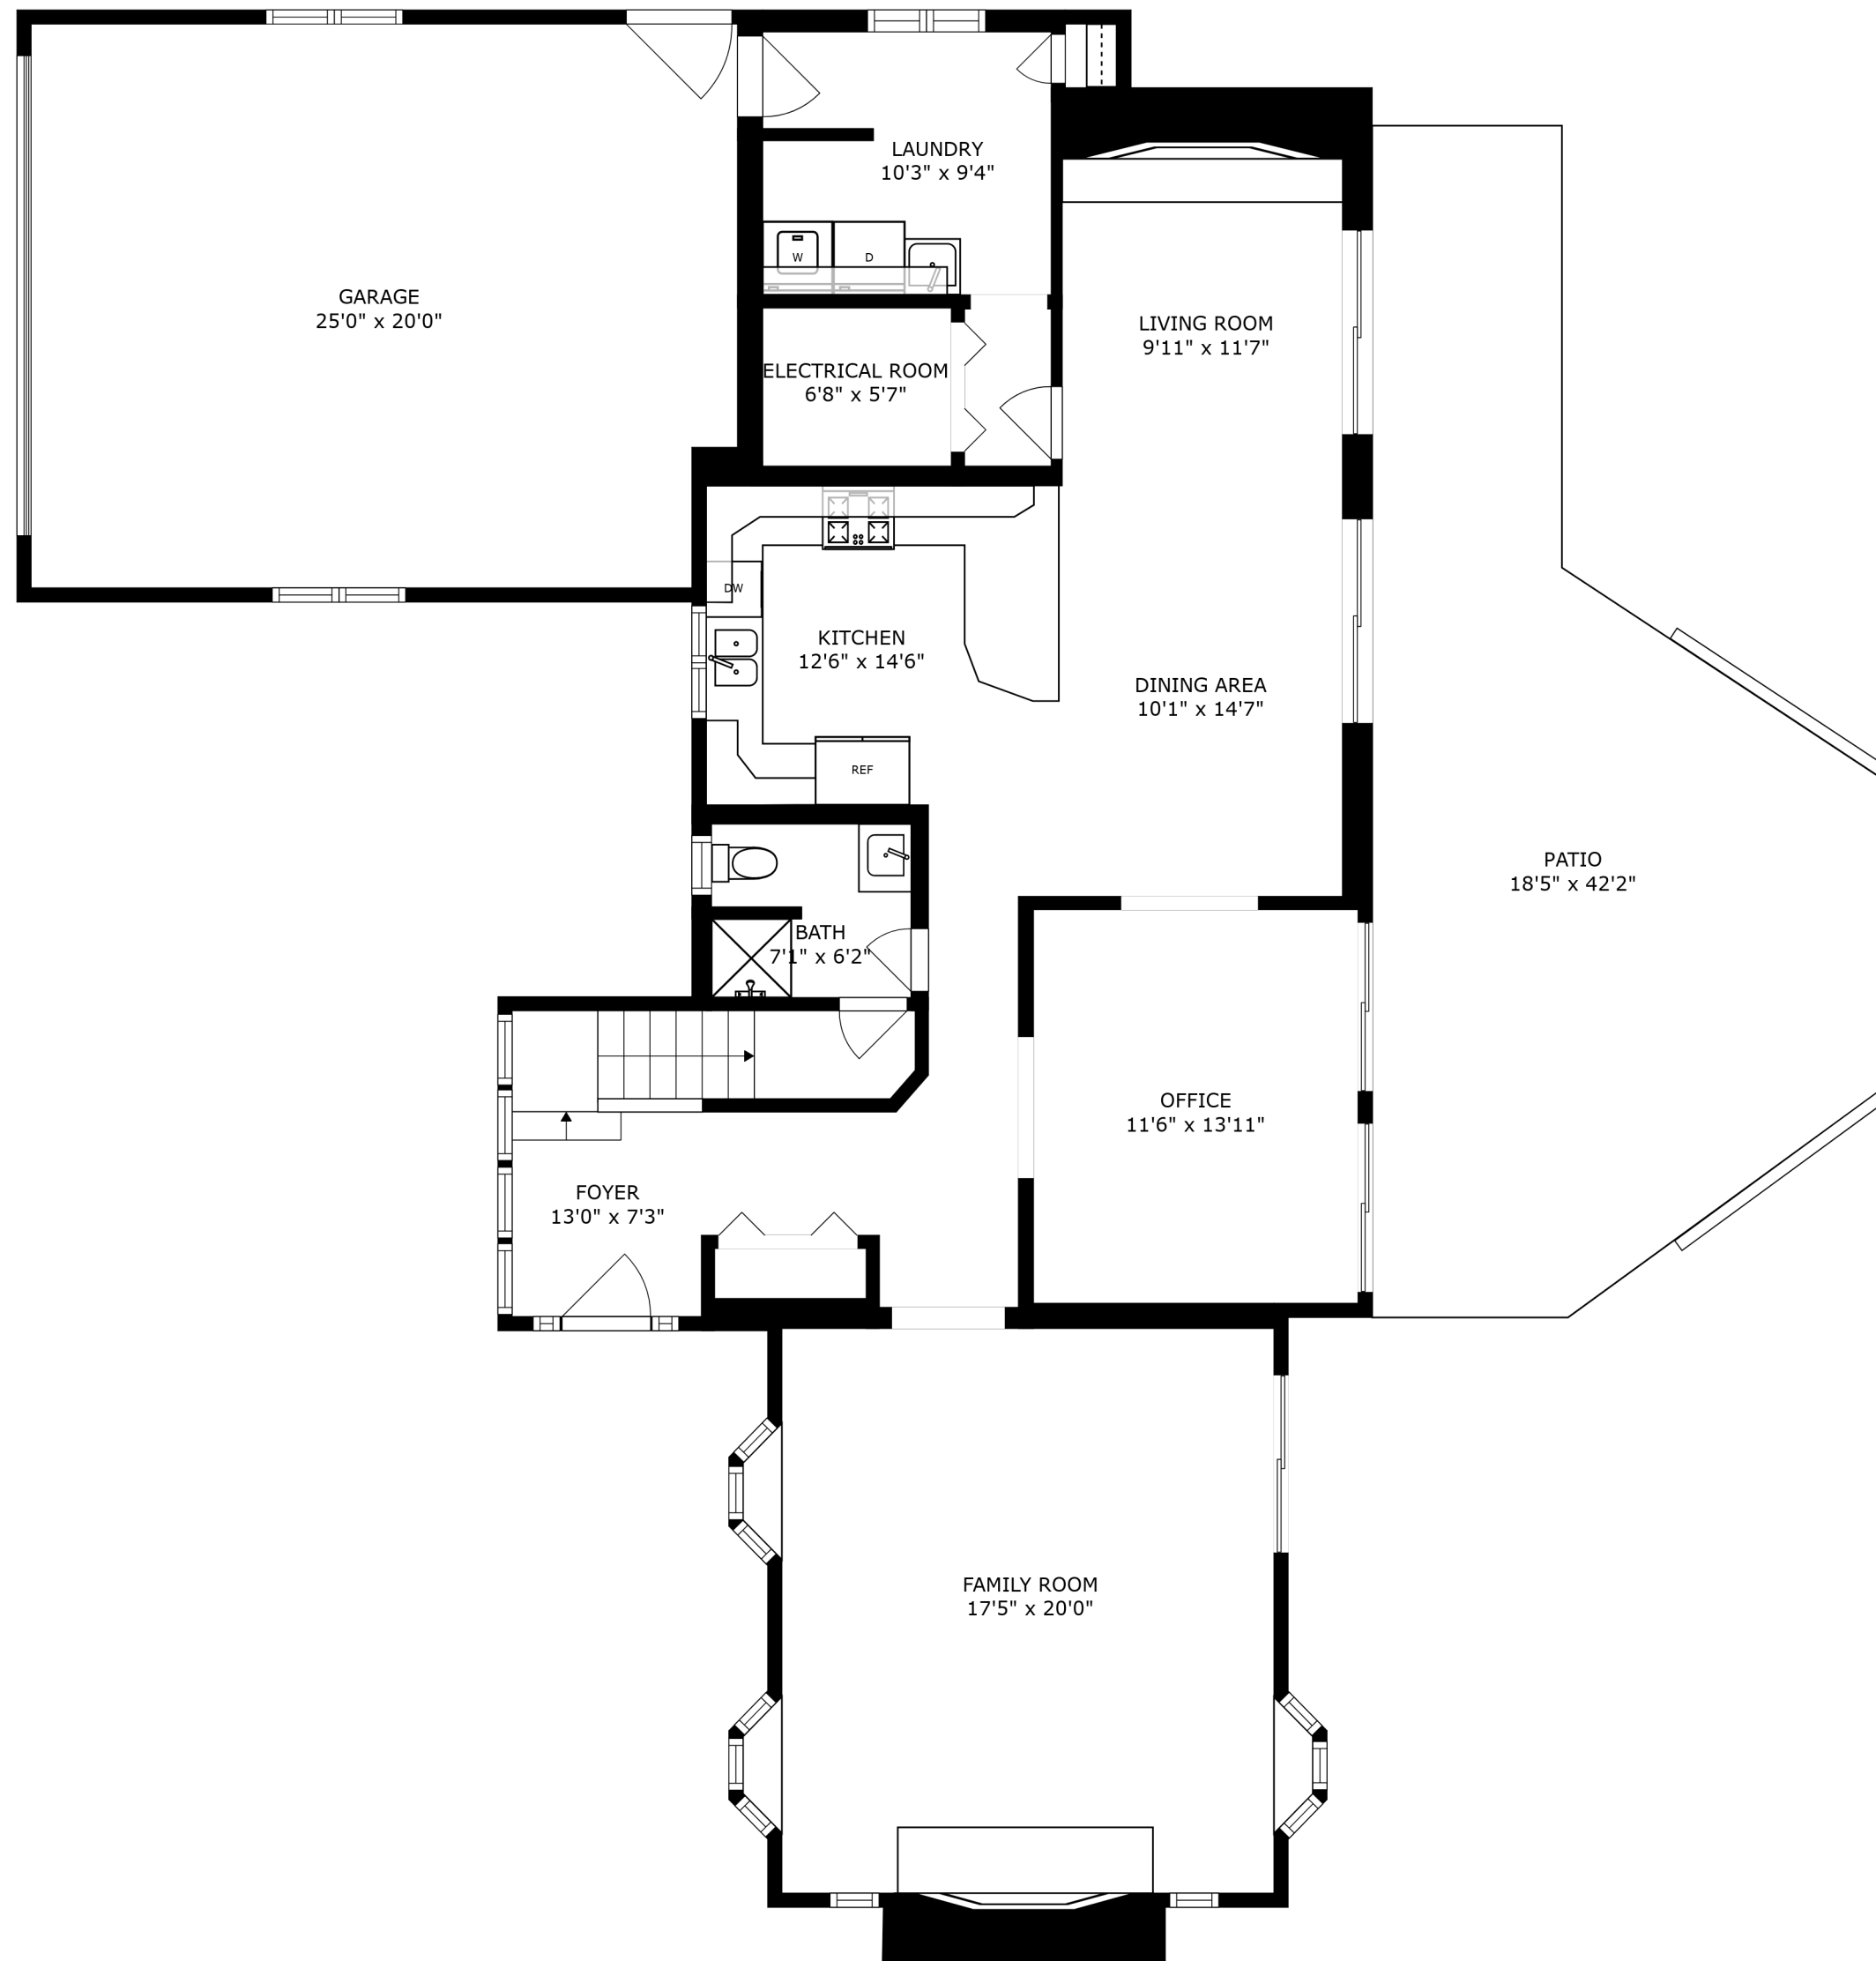 LAUNDRY
10'3" x 9'4"
W
D
GARAGE
25'0" x 20'0"
LIVING ROOM
9'11" x 11'7"
ELECTRICAL ROOM
6'8" x 5'7"
DW
KITCHEN
12'6" x 14'6"
DINING AREA
10'1" x 14'7"
REF
PATIO
18'5" x 42'2"
BATH
7'1" x 6'2"
OFFICE
11'6" x 13'11"
FOYER
13'0" x 7'3"
FAMILY ROOM
17'5" x 20'0"